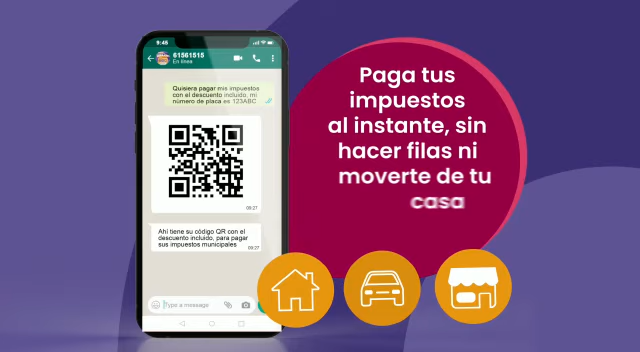 9:45
61561515
En línea
Quisiera pagar mis impuestos
con el descuento incluido, mi
número de placa es 123ABC
09:27
Ahí tiene su código QR con el
descuento incluido, para pagar
sus impuestos municipales
09:27
Type a message
Paga tus
impuestos
al instante, sin
hacer filas ni
moverte de tu
casa